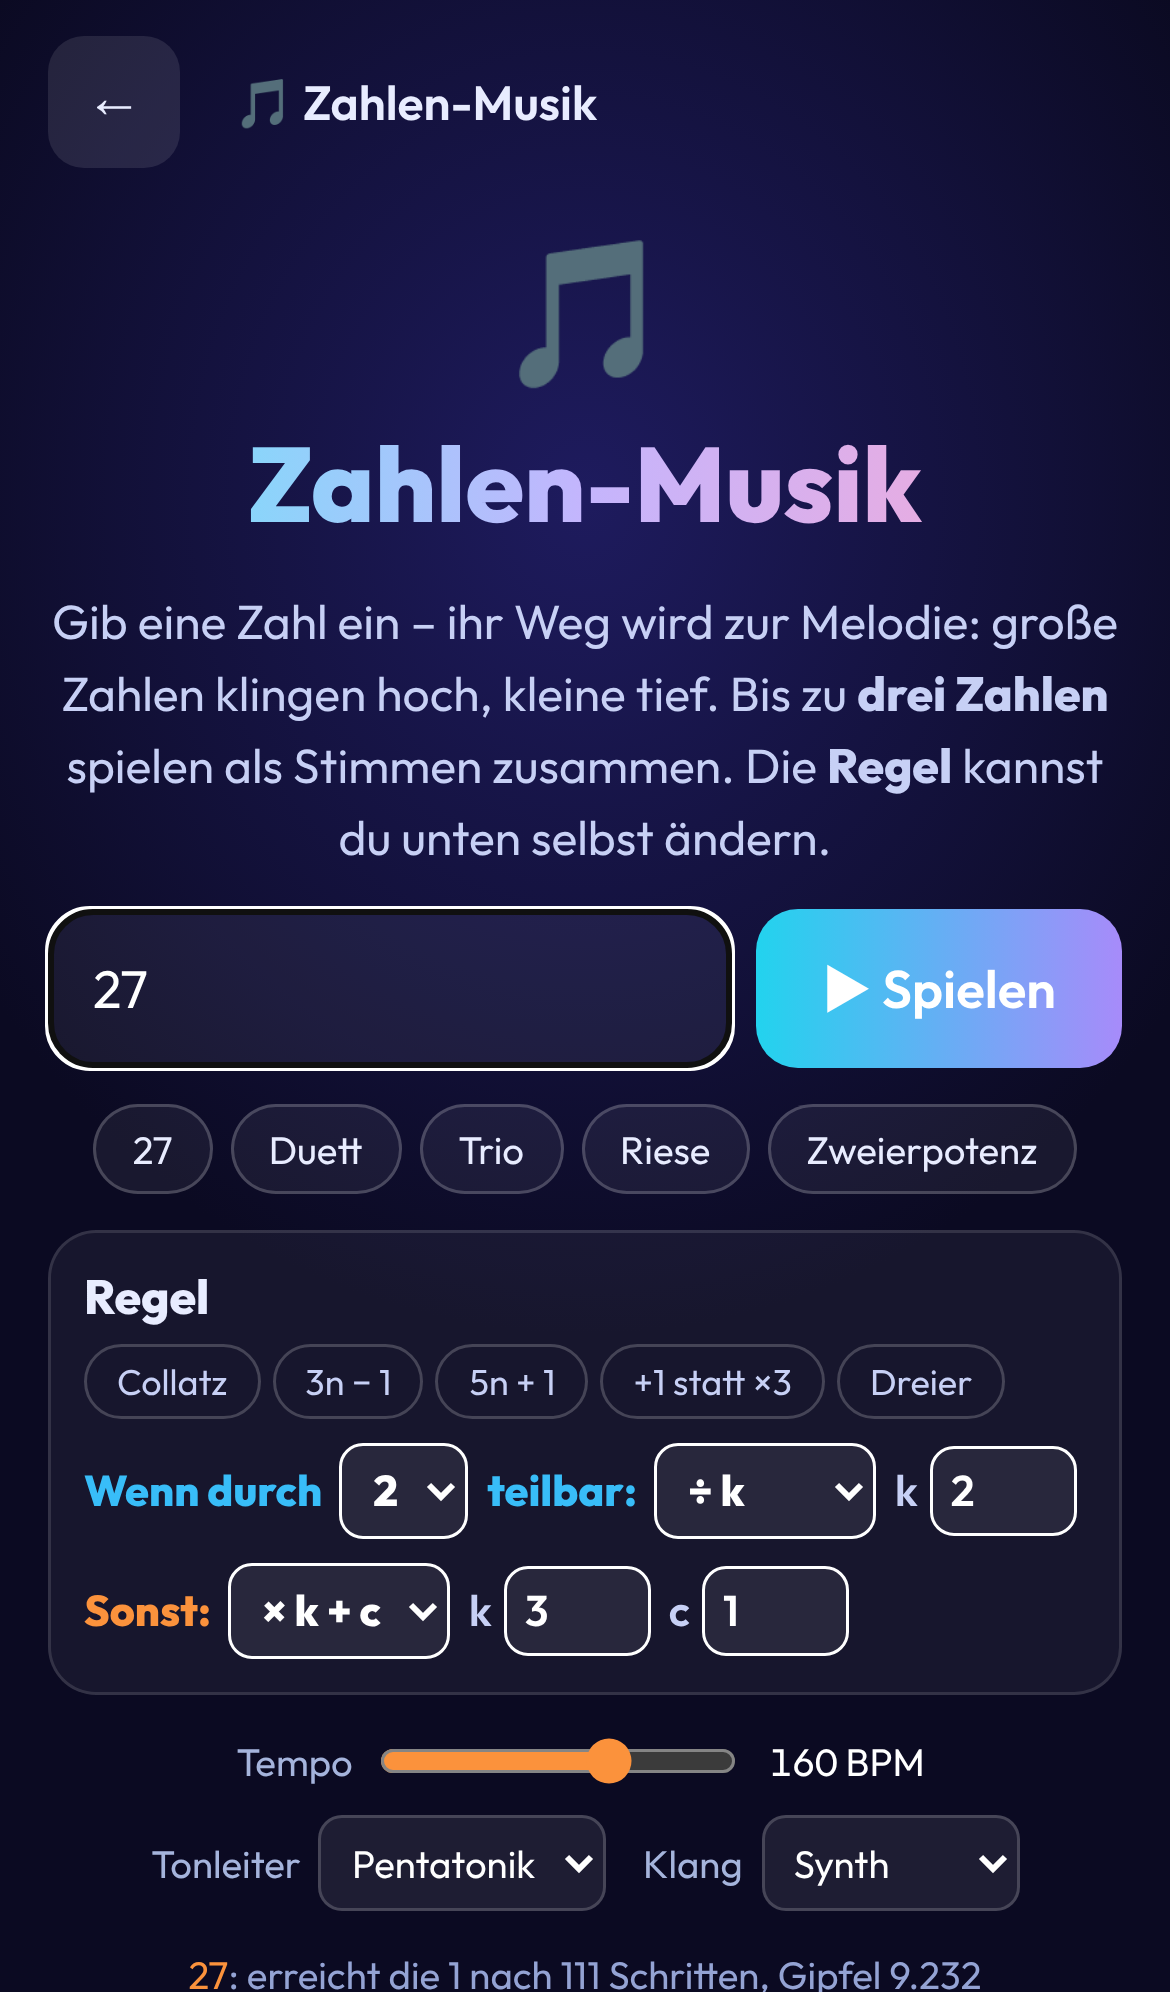 ← 🎵 Zahlen-Musik
Zahlen-Musik
Gib eine Zahl ein – ihr Weg wird zur Melodie: große
Zahlen klingen hoch, kleine tief. Bis zu drei Zahlen
spielen als Stimmen zusammen. Die Regel kannst
du unten selbst ändern.
27 ▶ Spielen
27 Duett Trio Riese Zweierpotenz
Regel
Collatz 3n − 1 5n + 1 +1 statt ×3 Dreier
Wenn durch 2 teilbar: ÷ k k 2
Sonst: × k + c k 3 c 1
Tempo 160 BPM
Tonleiter Pentatonik Klang Synth
27: erreicht die 1 nach 111 Schritten, Gipfel 9.232